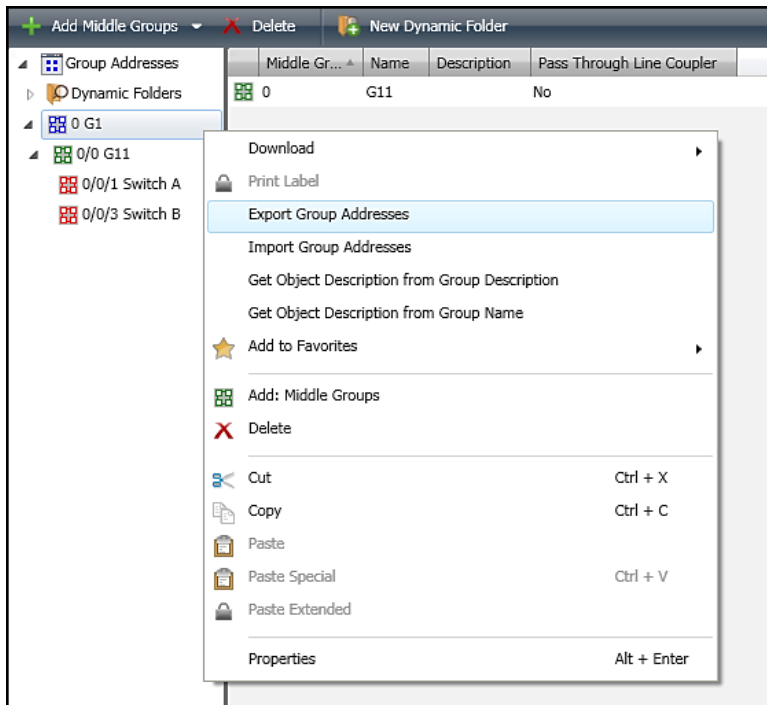 Add Middle Groups Delete New Dynamic Folder
Group Addresses
Dynamic Folders
0 G1
0/0 G11
0/0/1 Switch A
0/0/3 Switch B
Middle Gr... Name Description Pass Through Line Coupler
0 G11 No
Download
Print Label
Export Group Addresses
Import Group Addresses
Get Object Description from Group Description
Get Object Description from Group Name
Add to Favorites
Add: Middle Groups
Delete
Cut Ctrl + X
Copy Ctrl + C
Paste
Paste Special Ctrl + V
Paste Extended
Properties Alt + Enter